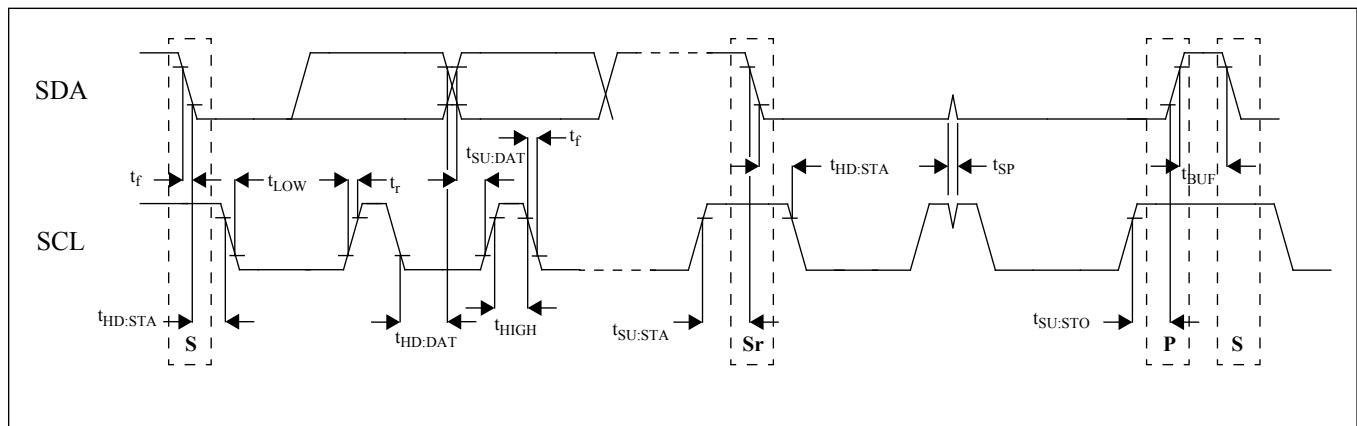 SDA
t_f
t_LOW
t_r
t_SU:DAT
t_f
t_HD:STA
t_SP
t_BUF
SCL
t_HD:STA
t_HD:DAT
t_HIGH
t_SU:STA
t_SU:STO
S
Sr
P
S